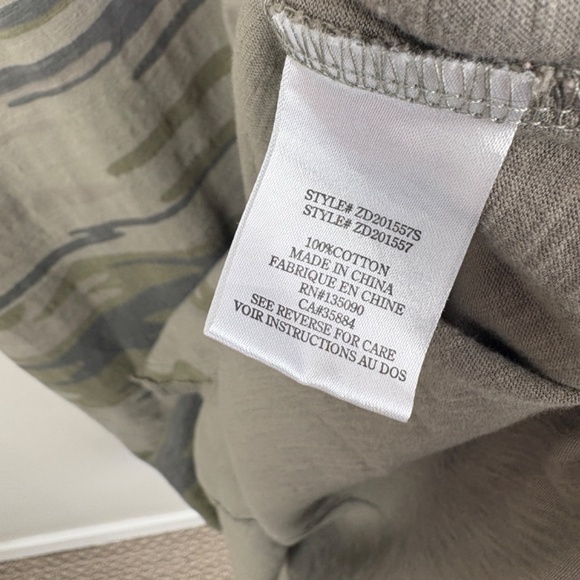 STYLE# ZD201557S
STYLE# ZD201557
100%COTTON
MADE IN CHINA
FABRIQUE EN CHINE
RN#135090
CA#35884
SEE REVERSE FOR CARE
VOIR INSTRUCTIONS AU DOS